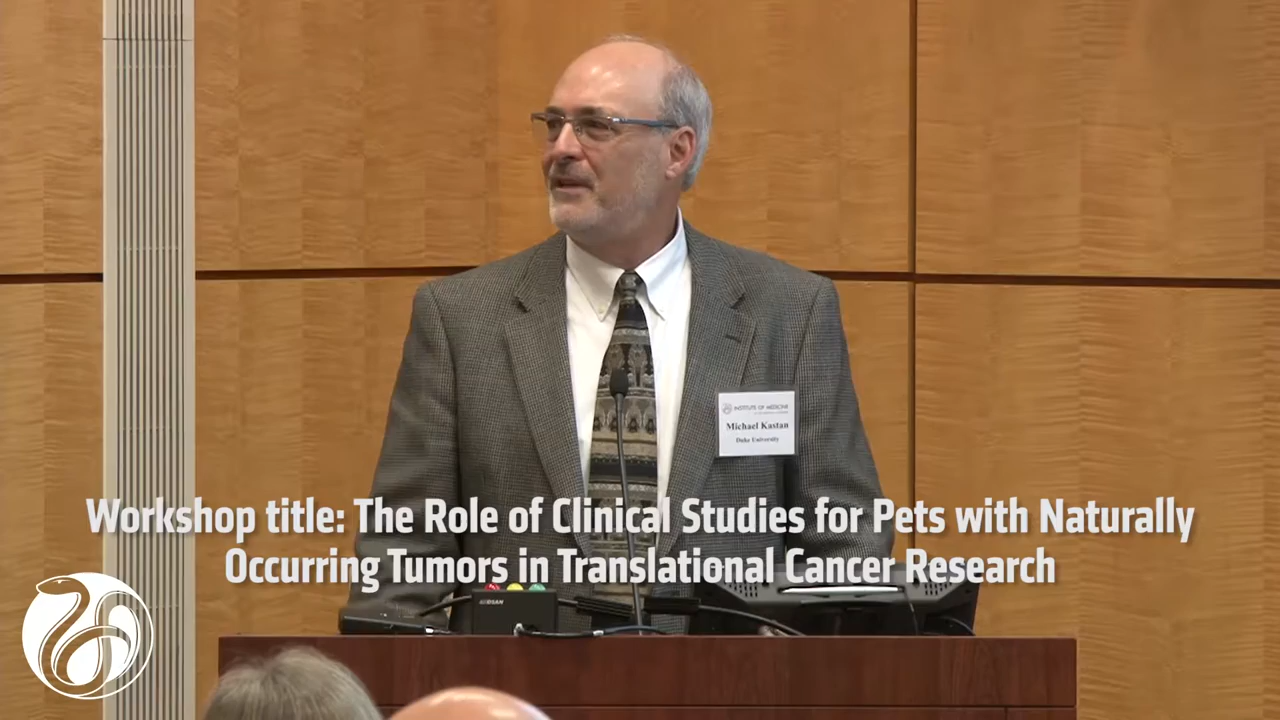 INSTITUTE OF MEDICINE
Michael Kastan
Duke University
Workshop title: The Role of Clinical Studies for Pets with Naturally
Occurring Tumors in Translational Cancer Research